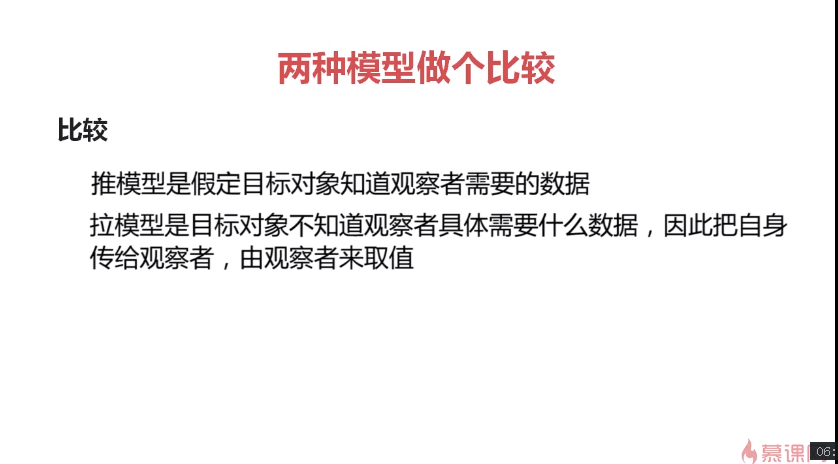 两种模型做个比较
比较
推模型是假定目标对象知道观察者需要的数据
拉模型是目标对象不知道观察者具体需要什么数据，因此把自身
传给观察者，由观察者来取值
慕课
06: